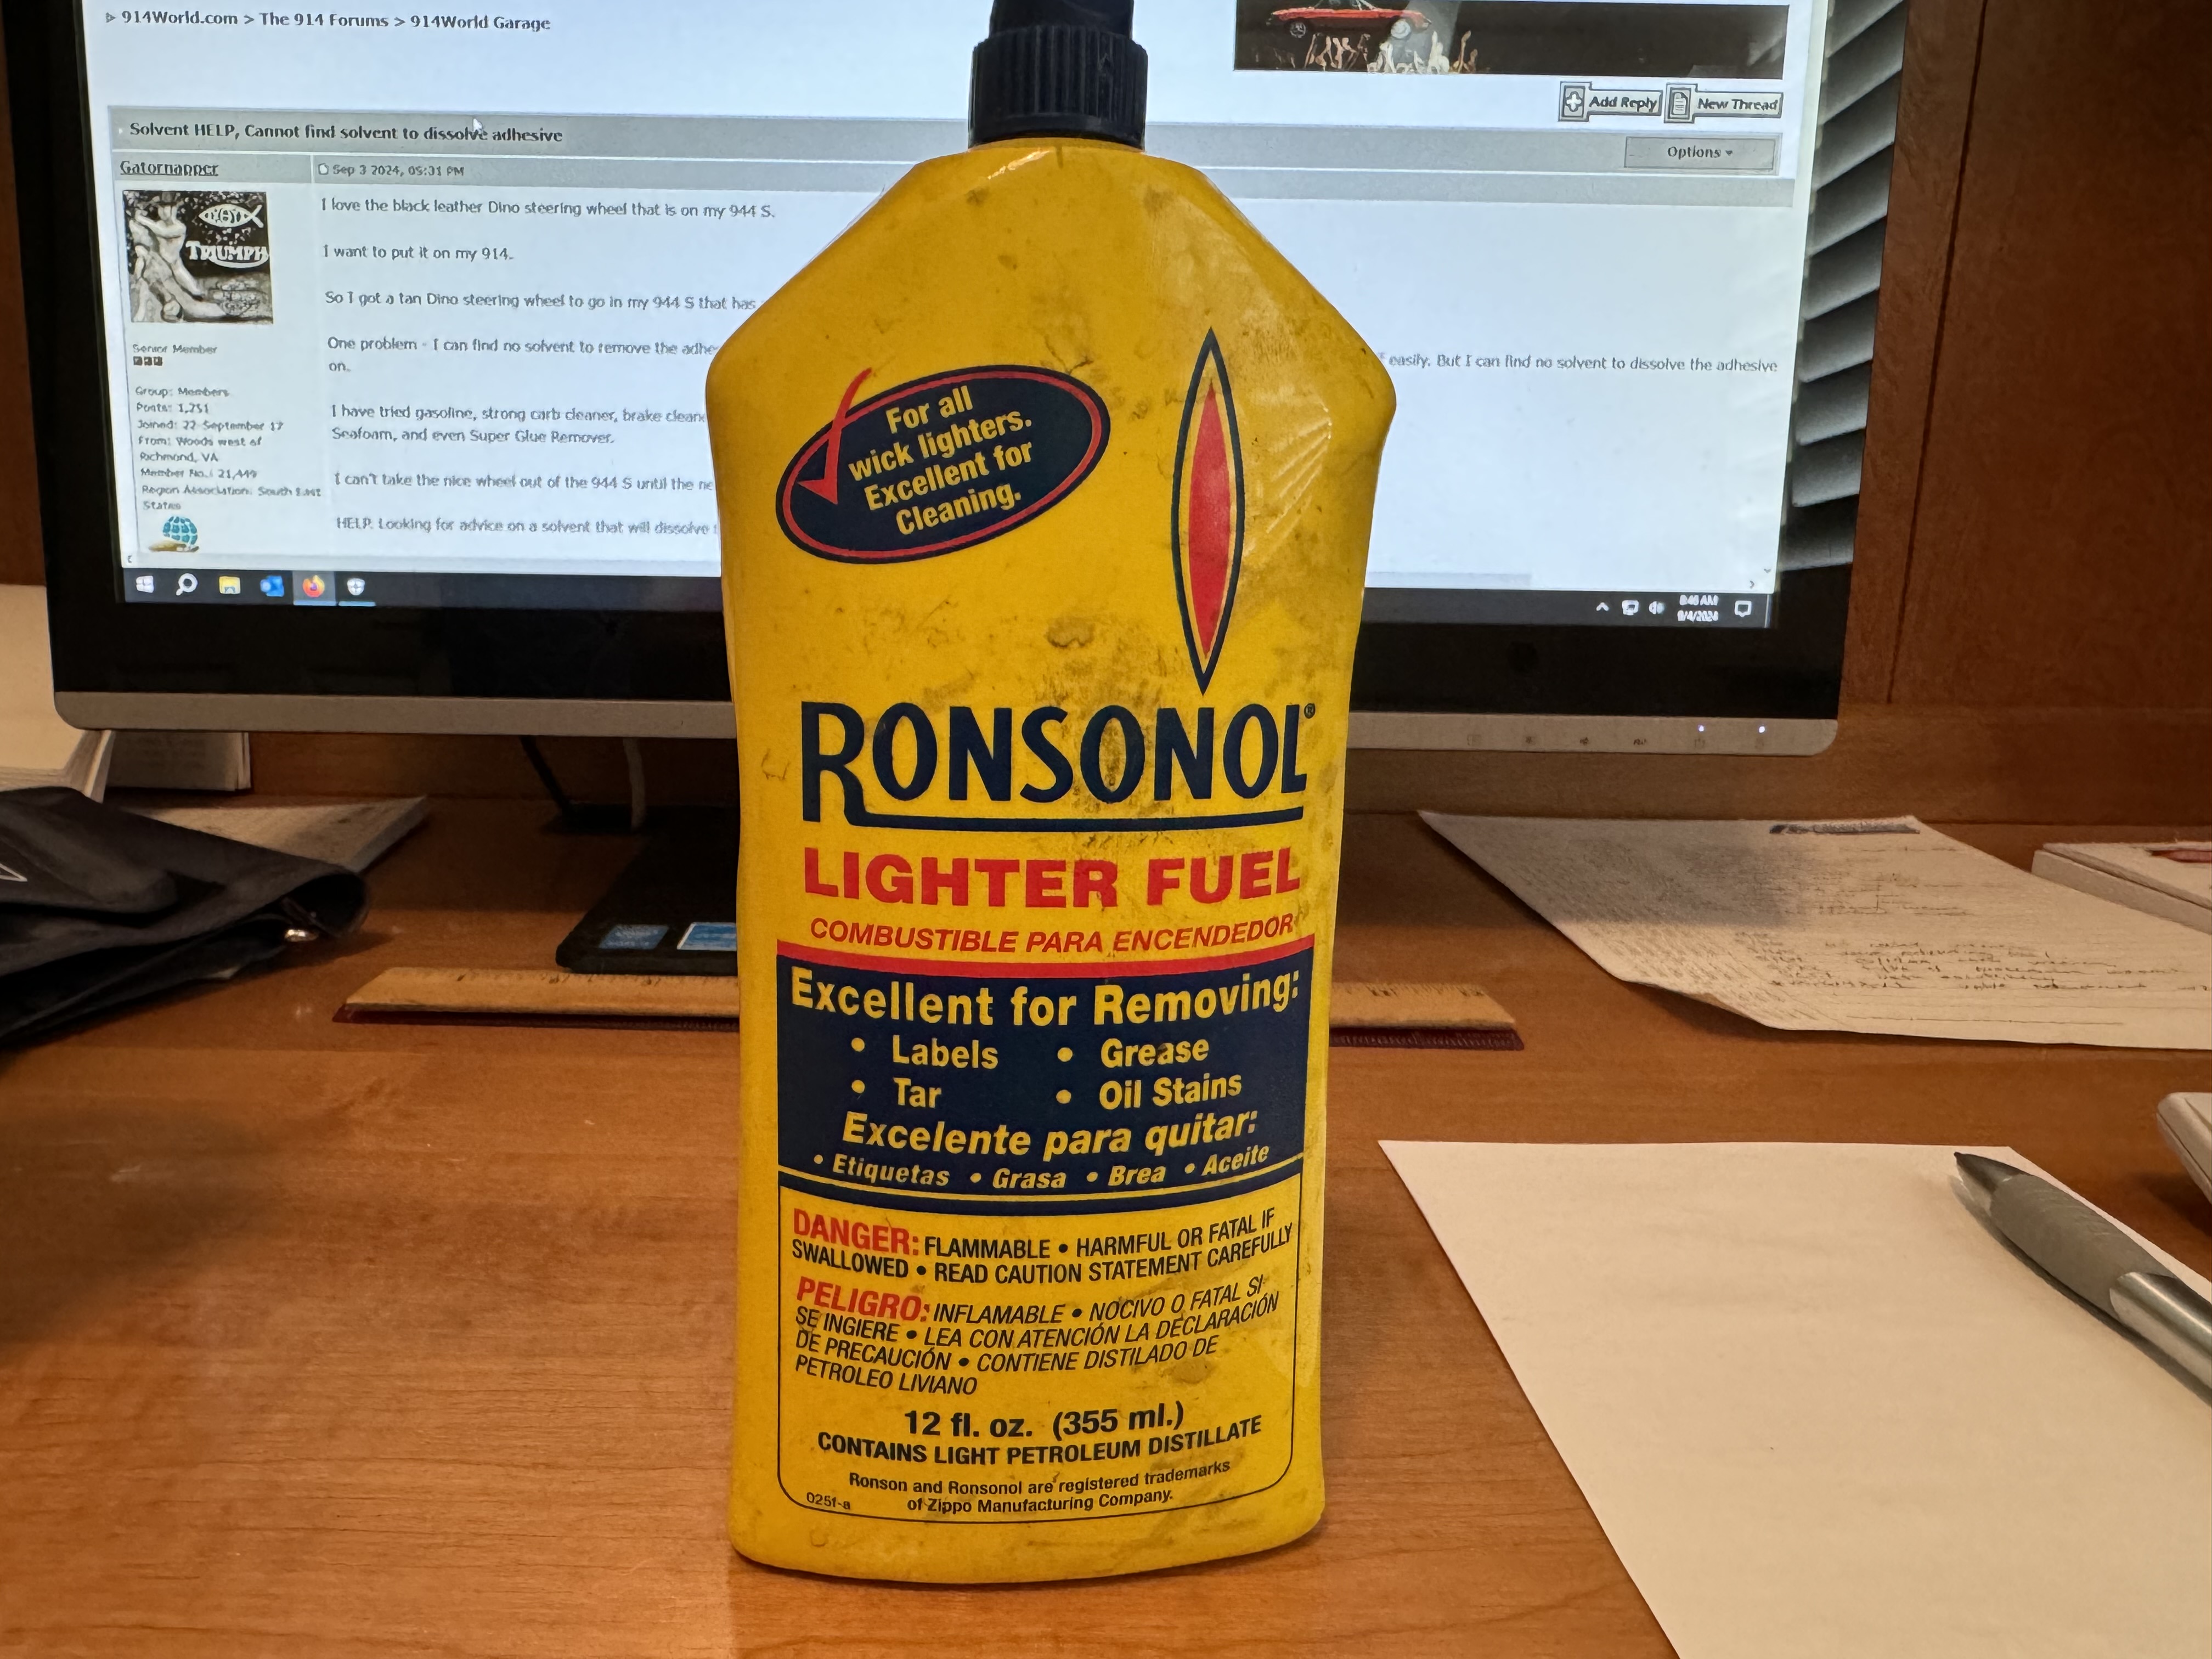 914World.com > The 914 Forums > 914World Garage
Add Reply
New Thread
Solvent HELP, Cannot find solvent to dissolve adhesive
Options
Gatornapper
Sep 3 2024, 05:31 PM
TRIUMPH
Senior Member
Group: Members
Posts: 1,251
Joined: 22-September 17
From: Woods west of
Richmond, VA
Member No.: 21,449
Region Association: South East
States
I love the black leather Dino steering wheel that is on my 944 S.
I want to put it on my 914.
So I got a tan Dino steering wheel to go in my 944 S that has
One problem - I can find no solvent to remove the adhe
easily. But I can find no solvent to dissolve the adhesive
on.
I have tried gasoline, strong carb cleaner, brake clean
Seafoam, and even Super Glue Remover.
I can't take the nice wheel out of the 944 S until the ne
HELP. Looking for advice on a solvent that will dissolve
8:46 AM
For all
wick lighters.
Excellent for
Cleaning.
RONSONOL®
LIGHTER FUEL
COMBUSTIBLE PARA ENCENDEDOR
Excellent for Removing:
• Labels • Grease
• Tar • Oil Stains
Excelente para quitar:
• Etiquetas • Grasa • Brea • Aceite
DANGER: FLAMMABLE • HARMFUL OR FATAL IF
SWALLOWED • READ CAUTION STATEMENT CAREFULLY
PELIGRO: INFLAMABLE • NOCIVO O FATAL SI
SE INGIERE • LEA CON ATENCIÓN LA DECLARACIÓN
DE PRECAUCIÓN • CONTIENE DISTILADO DE
PETROLEO LIVIANO
12 fl. oz. (355 ml.)
CONTAINS LIGHT PETROLEUM DISTILLATE
Ronson and Ronsonol are registered trademarks
of Zippo Manufacturing Company.
025f-a